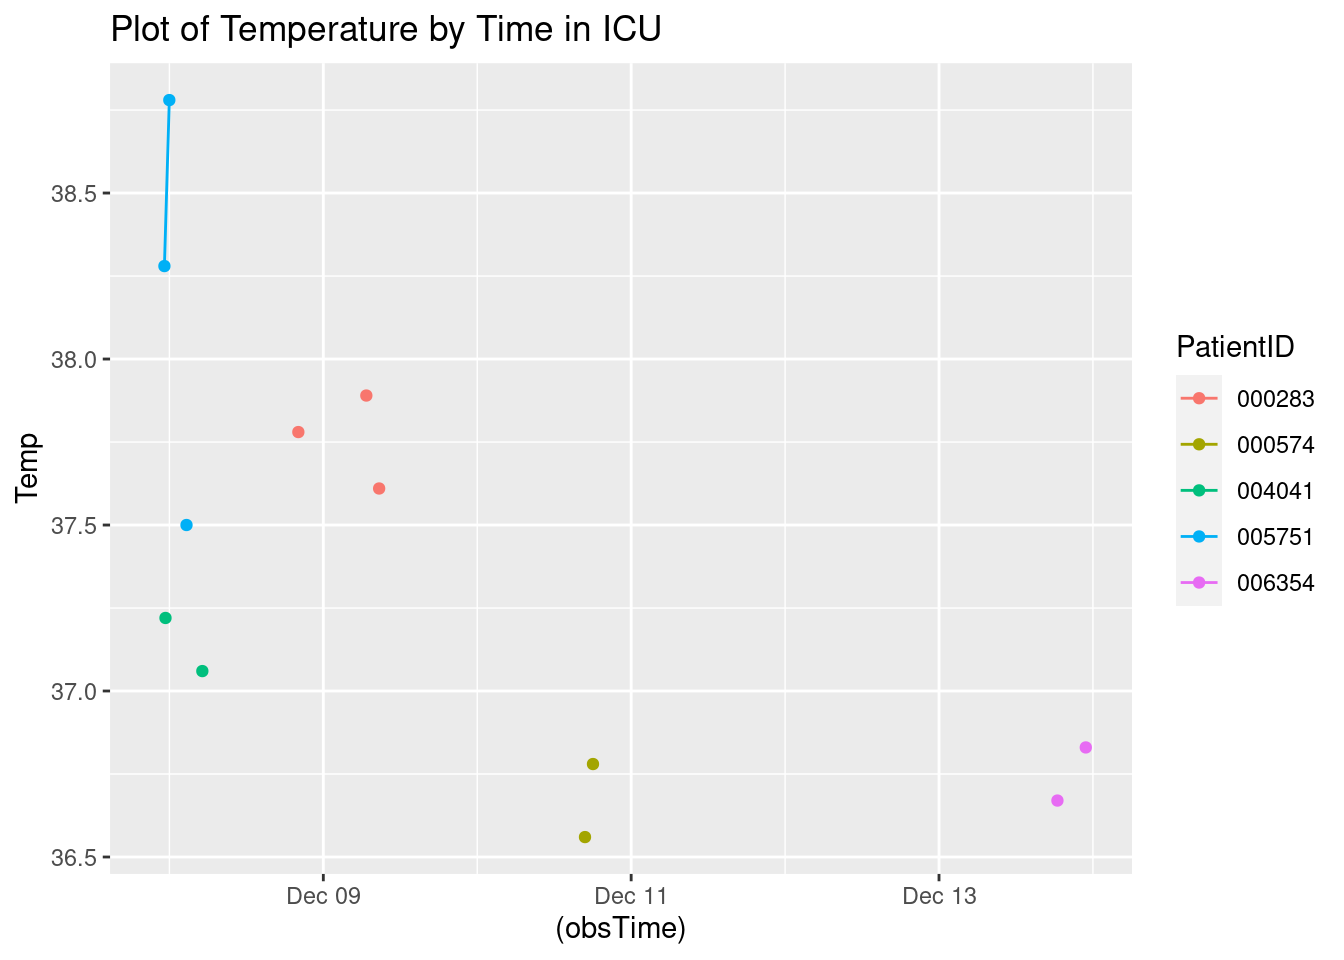 Plot of Temperature by Time in ICU
38.5
38.0
37.5
37.0
36.5
Temp
Dec 09
Dec 11
Dec 13
(obsTime)
PatientID
000283
000574
004041
005751
006354